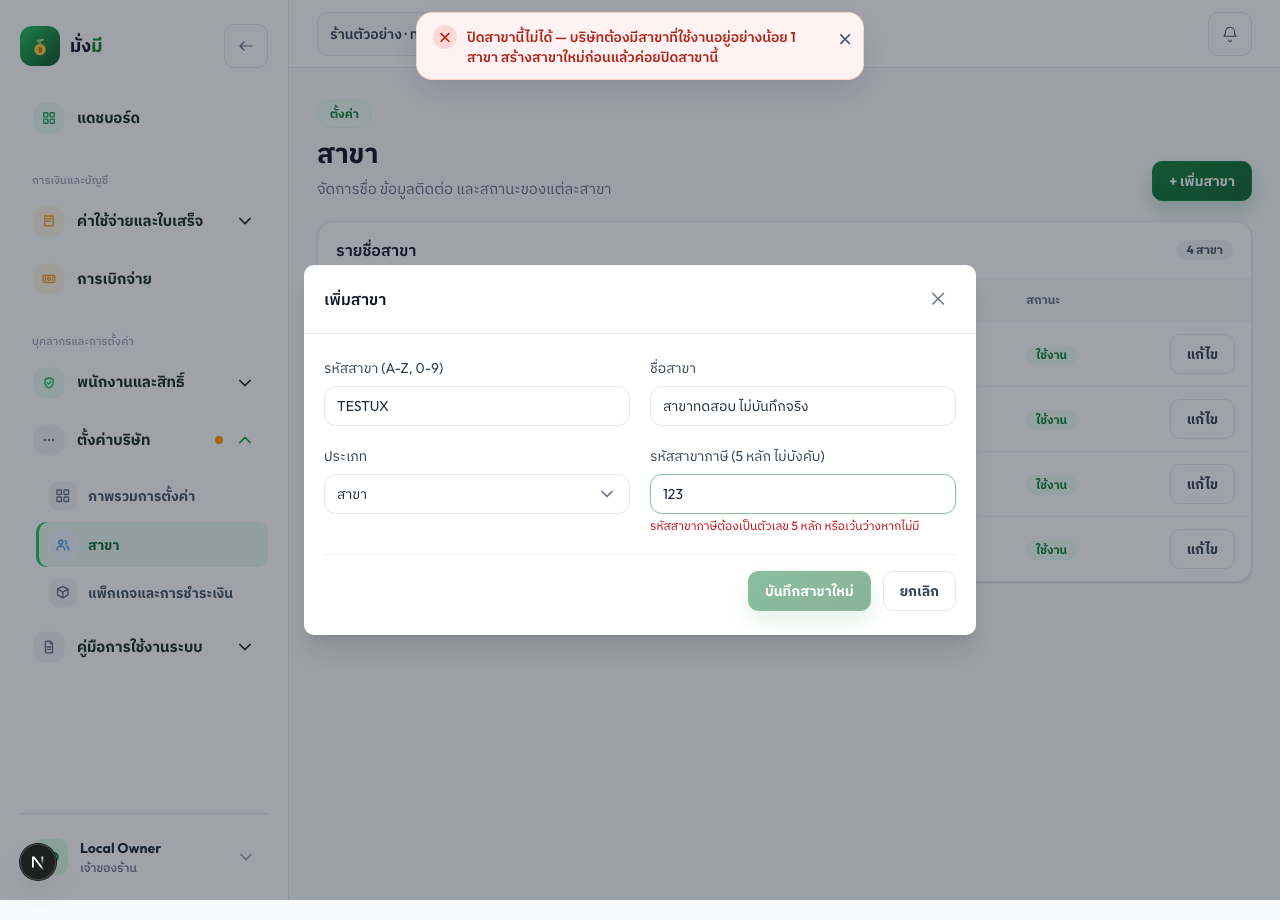 มั่งมี
ร้านตัวอย่าง ·
ปิดสาขานี้ไม่ได้ — บริษัทต้องมีสาขาที่ใช้งานอยู่อย่างน้อย 1
สาขา สร้างสาขาใหม่ก่อนแล้วค่อยปิดสาขานี้
แดชบอร์ด
การเงินและบัญชี
ค่าใช้จ่ายและใบเสร็จ
การเบิกจ่าย
บุคลากรและการตั้งค่า
พนักงานและสิทธิ์
ตั้งค่าบริษัท
ภาพรวมการตั้งค่า
สาขา
แพ็กเกจและการชำระเงิน
คู่มือการใช้งานระบบ
Local Owner
เจ้าของร้าน
N
ตั้งค่า
สาขา
จัดการชื่อ ข้อมูลติดต่อ และสถานะของแต่ละสาขา
+ เพิ่มสาขา
รายชื่อสาขา
4 สาขา
สถานะ
ใช้งาน
แก้ไข
ใช้งาน
แก้ไข
ใช้งาน
แก้ไข
ใช้งาน
แก้ไข
เพิ่มสาขา
รหัสสาขา (A-Z, 0-9)
ชื่อสาขา
TESTUX
สาขาทดสอบ ไม่บันทึกจริง
ประเภท
รหัสสาขาภาษี (5 หลัก ไม่บังคับ)
สาขา
123
รหัสสาขาภาษีต้องเป็นตัวเลข 5 หลัก หรือเว้นว่างหากไม่มี
บันทึกสาขาใหม่
ยกเลิก